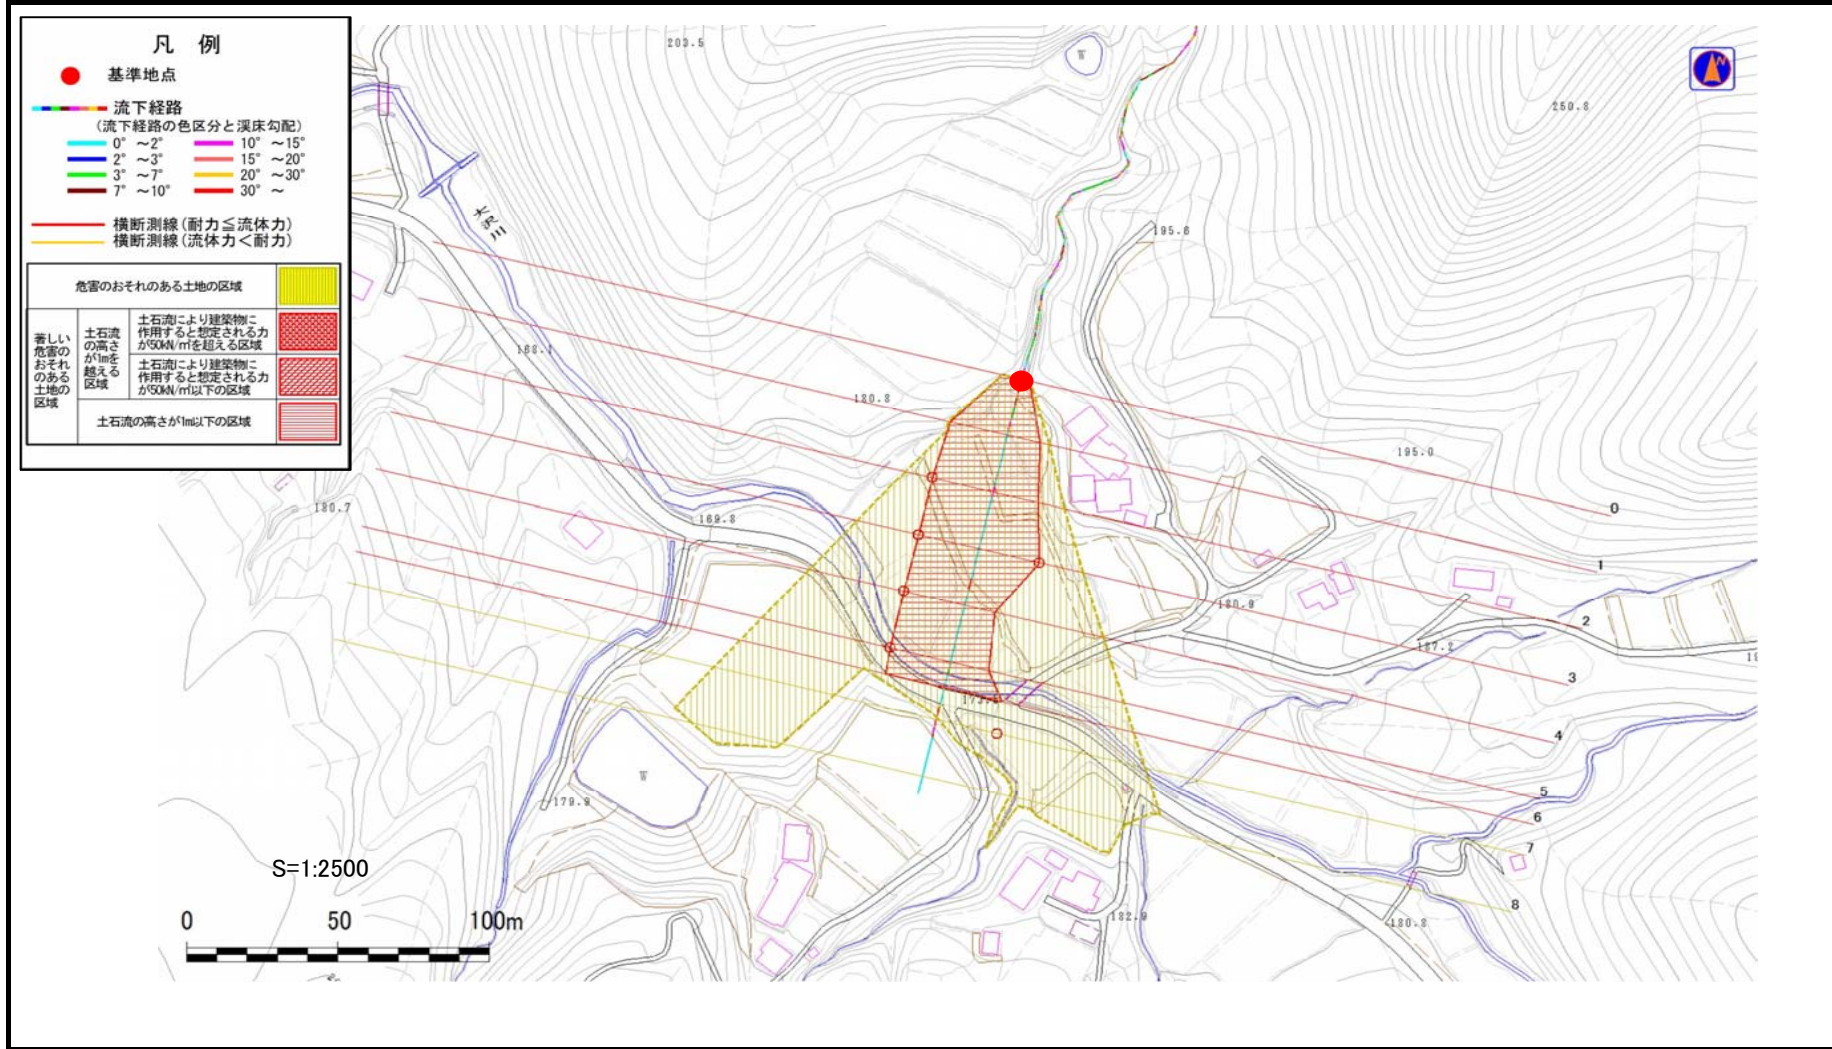 凡 例
基準地点
流下経路
(流下経路の色区分と渓床勾配)
0° ～2°
10° ～15°
2° ～3°
15° ～20°
3° ～7°
20° ～30°
7° ～10°
30° ～
横断測線(耐力≦流体力)
横断測線(流体力＜耐力)
危害のおそれのある土地の区域
著しい
危害の
おそれ
のある
土地の
区域
土石流
の高さ
が1mを
越える
区域
土石流により建築物に
作用すると想定される力
が50kN/㎡を超える区域
土石流により建築物に
作用すると想定される力
が50kN/㎡以下の区域
土石流の高さが1m以下の区域
203.5
W
N
250.8
195.6
168.1
180.8
195.0
180.7
169.8
0
1
180.9
2
187.2
3
4
W
179.9
5
6
7
8
182.9
180.8
S=1:2500
0
50
100m